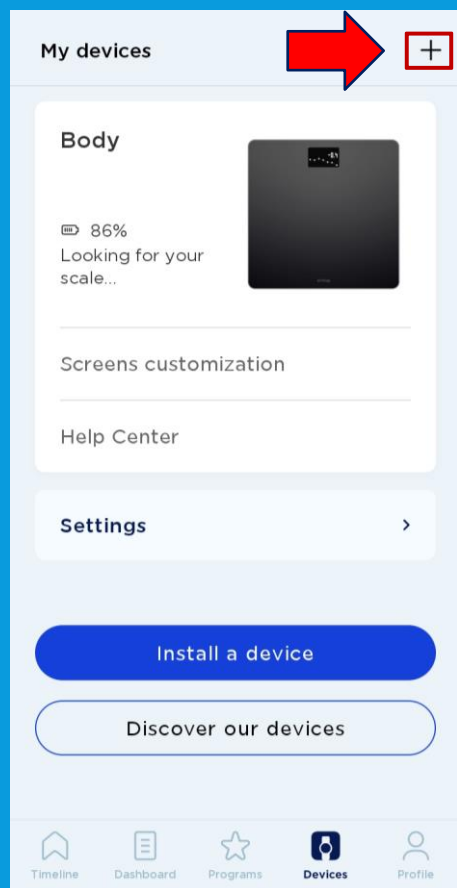 My devices
Body
86%
Looking for your
scale...
Screens customization
Help Center
Settings
Install a device
Discover our devices
Timeline Dashboard Programs Devices Profile